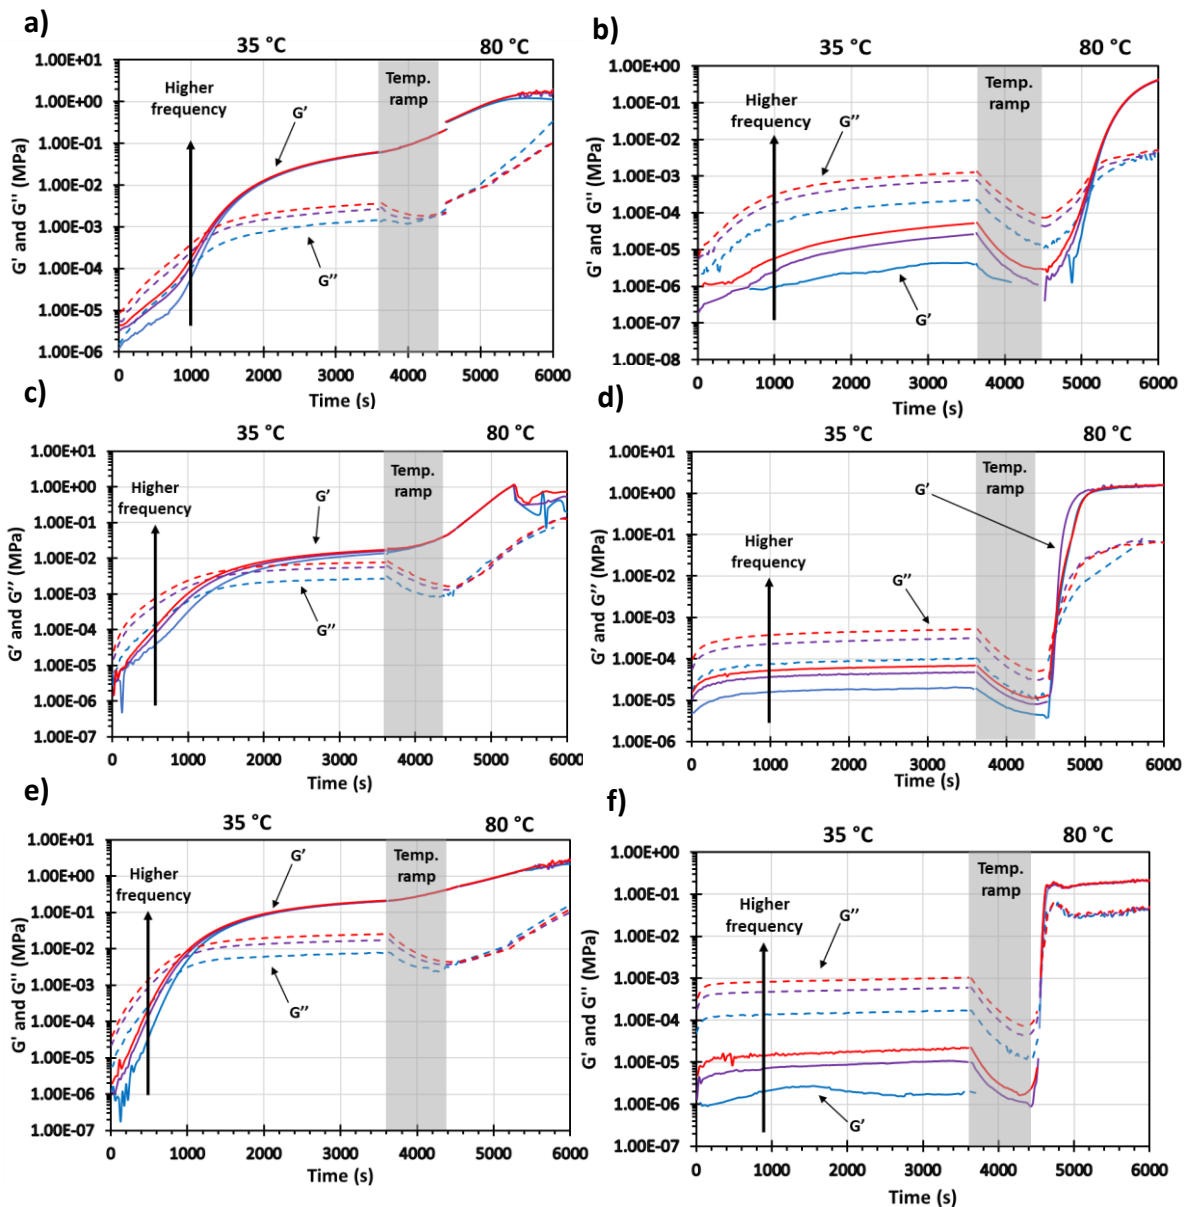 a)
35 °C
80 °C
1.00E+01
1.00E+00
1.00E-01
1.00E-02
1.00E-03
1.00E-04
1.00E-05
1.00E-06
G' and G'' (MPa)
Higher
frequency
G'
G''
Temp.
ramp
0 1000 2000 3000 4000 5000 6000
Time (s)
b)
35 °C
80 °C
1.00E+00
1.00E-01
1.00E-02
1.00E-03
1.00E-04
1.00E-05
1.00E-06
1.00E-07
1.00E-08
G' and G'' (MPa)
Higher
frequency
G''
G'
Temp.
ramp
0 1000 2000 3000 4000 5000 6000
Time (s)
c)
35 °C
80 °C
1.00E+01
1.00E+00
1.00E-01
1.00E-02
1.00E-03
1.00E-04
1.00E-05
1.00E-06
1.00E-07
G' and G'' (MPa)
Higher
frequency
G'
G''
Temp.
ramp
0 1000 2000 3000 4000 5000 6000
Time (s)
d)
35 °C
80 °C
1.00E+01
1.00E+00
1.00E-01
1.00E-02
1.00E-03
1.00E-04
1.00E-05
1.00E-06
G' and G'' (MPa)
Higher
frequency
G'
G''
Temp.
ramp
0 1000 2000 3000 4000 5000 6000
Time (s)
e)
35 °C
80 °C
1.00E+01
1.00E+00
1.00E-01
1.00E-02
1.00E-03
1.00E-04
1.00E-05
1.00E-06
1.00E-07
G' and G'' (MPa)
Higher
frequency
G'
G''
Temp.
ramp
0 1000 2000 3000 4000 5000 6000
Time (s)
f)
35 °C
80 °C
1.00E+00
1.00E-01
1.00E-02
1.00E-03
1.00E-04
1.00E-05
1.00E-06
1.00E-07
G' and G'' (MPa)
Higher
frequency
G''
G'
Temp.
ramp
0 1000 2000 3000 4000 5000 6000
Time (s)